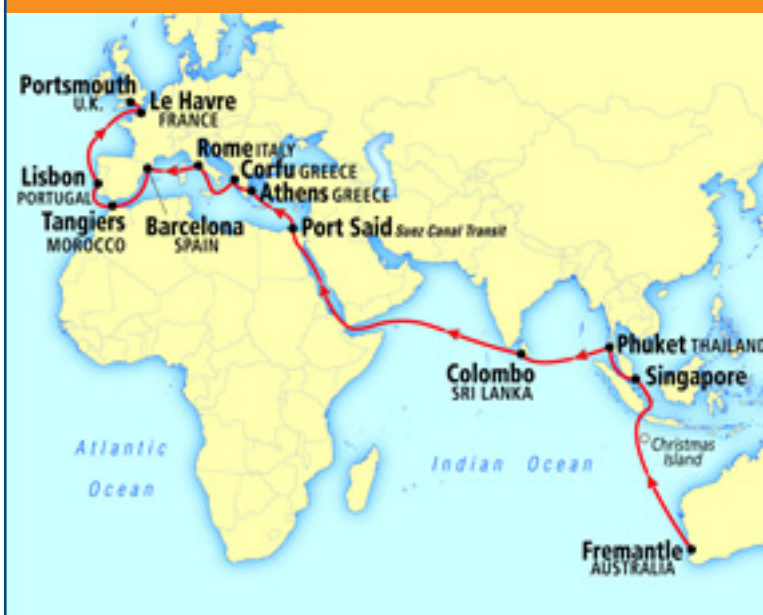 Portsmouth
U.K.
Le Havre
FRANCE
Rome ITALY
Corfu GREECE
Athens GREECE
Lisbon
PORTUGAL
Tangiers
MOROCCO
Barcelona
SPAIN
Port Said Suez Canal Transit
Phuket THAILAND
Singapore
Colombo
SRI LANKA
Christmas
Island
Atlantic
Ocean
Indian Ocean
Fremantle
AUSTRALIA